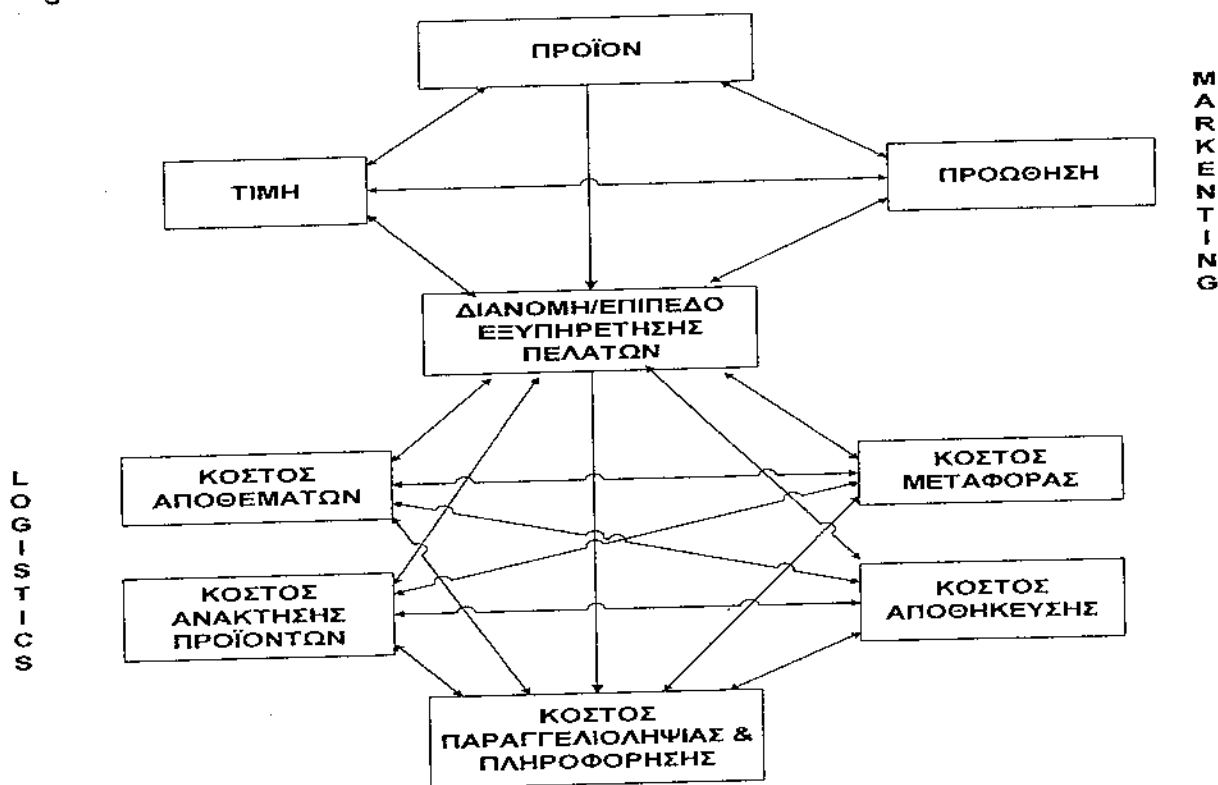 ΠΡΟΪΟΝ
ΤΙΜΗ
ΠΡΟΩΘΗΣΗ
MARKENTING
ΔΙΑΝΟΜΗ/ΕΠΙΠΕΔΟ
ΕΞΥΠΗΡΕΤΗΣΗΣ
ΠΕΛΑΤΩΝ
ΚΟΣΤΟΣ
ΑΠΟΘΕΜΑΤΩΝ
ΚΟΣΤΟΣ
ΜΕΤΑΦΟΡΑΣ
LOGISTICS
ΚΟΣΤΟΣ
ΑΝΑΚΤΗΣΗΣ
ΠΡΟΪΟΝΤΩΝ
ΚΟΣΤΟΣ
ΑΠΟΘΗΚΕΥΣΗΣ
ΚΟΣΤΟΣ
ΠΑΡΑΓΓΕΛΙΟΛΗΨΙΑΣ &
ΠΛΗΡΟΦΟΡΗΣΗΣ